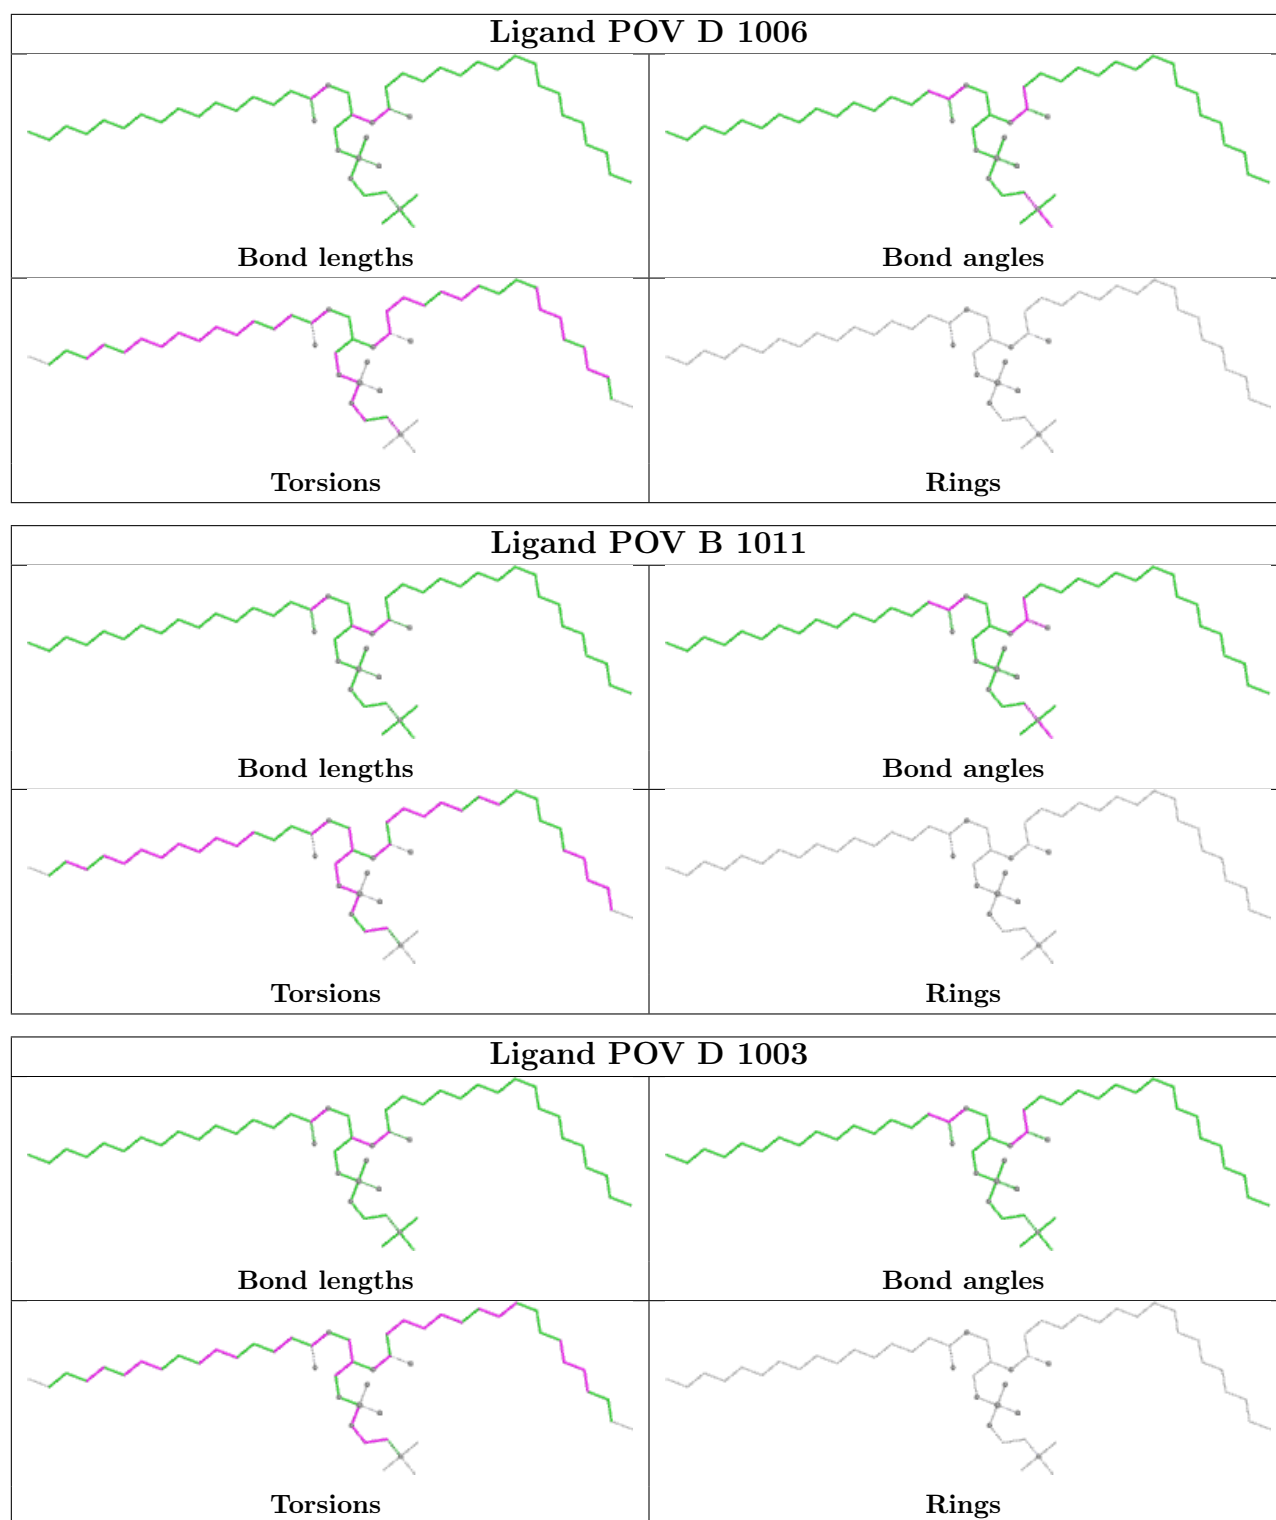 Ligand POV D 1006
Bond lengths
Bond angles
Torsions
Rings
Ligand POV B 1011
Bond lengths
Bond angles
Torsions
Rings
Ligand POV D 1003
Bond lengths
Bond angles
Torsions
Rings